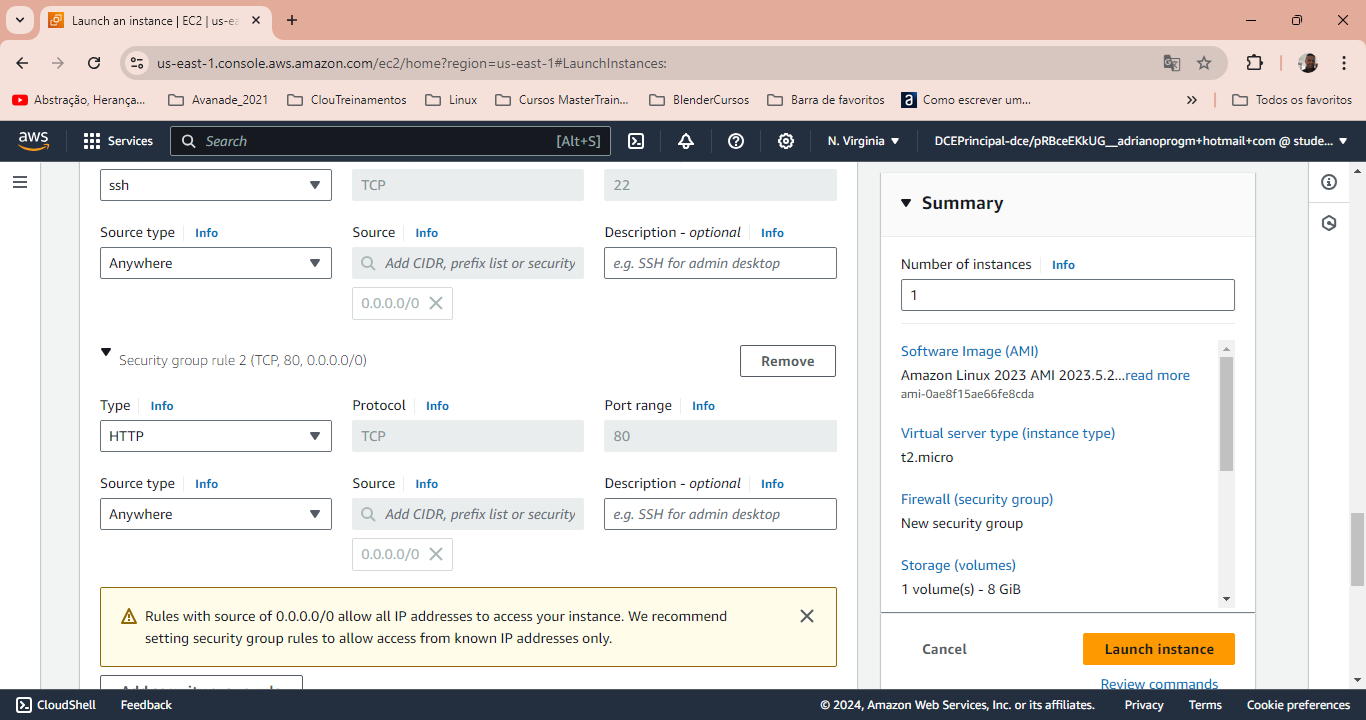 Launch an instance | EC2 | us-ea
us-east-1.console.aws.amazon.com/ec2/home?region=us-east-1#LaunchInstances:
Abstração, Herança...
Avanade_2021
ClouTreinamentos
Linux
Cursos MasterTrain...
BlenderCursos
Barra de favoritos
a
Como escrever um...
Todos os favoritos
aws
Services
Search
[Alt+S]
N. Virginia
DCEPrincipal-dce/pRBceEKkUG__adrianoprogm+hotmail+com @ stude...
ssh
TCP
22
Source type
Info
Source
Info
Description - optional
Info
Anywhere
Add CIDR, prefix list or security
e.g. SSH for admin desktop
0.0.0.0/0
Security group rule 2 (TCP, 80, 0.0.0.0/0)
Remove
Type
Info
Protocol
Info
Port range
Info
HTTP
TCP
80
Source type
Info
Source
Info
Description - optional
Info
Anywhere
Add CIDR, prefix list or security
e.g. SSH for admin desktop
0.0.0.0/0
Rules with source of 0.0.0.0/0 allow all IP addresses to access your instance. We recommend
setting security group rules to allow access from known IP addresses only.
Summary
Number of instances
Info
1
Software Image (AMI)
Amazon Linux 2023 AMI 2023.5.2...read more
ami-0ae8f15ae66fe8cda
Virtual server type (instance type)
t2.micro
Firewall (security group)
New security group
Storage (volumes)
1 volume(s) - 8 GiB
Cancel
Launch instance
Review commands
CloudShell
Feedback
© 2024, Amazon Web Services, Inc. or its affiliates.
Privacy
Terms
Cookie preferences